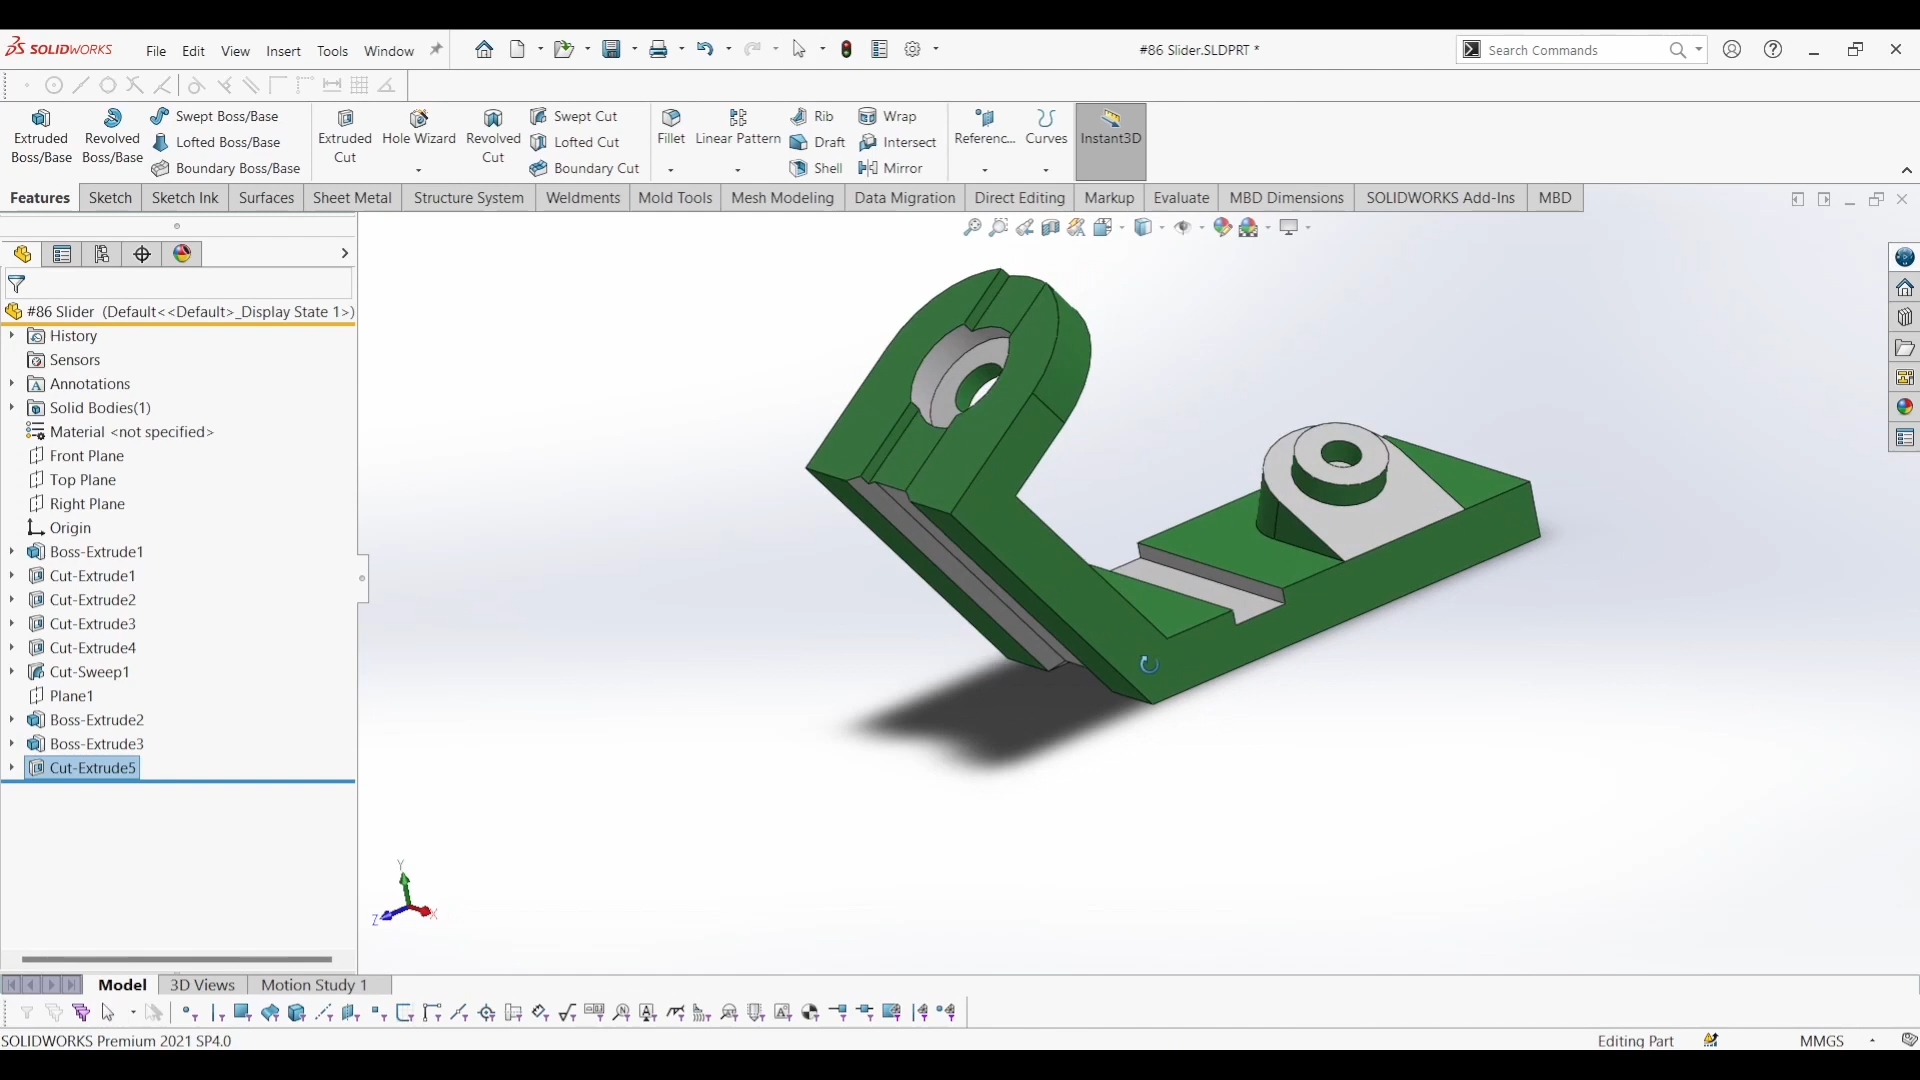 SOLIDWORKS File Edit View Insert Tools Window #86 Slider.SLDPRT * Search Commands
Extruded Boss/Base
Revolved Boss/Base
Swept Boss/Base
Lofted Boss/Base
Boundary Boss/Base
Extruded Cut
Hole Wizard
Revolved Cut
Swept Cut
Lofted Cut
Boundary Cut
Fillet
Linear Pattern
Rib
Draft
Shell
Wrap
Intersect
Mirror
Referenc...
Curves
Instant3D
Features Sketch Sketch Ink Surfaces Sheet Metal Structure System Weldments Mold Tools Mesh Modeling Data Migration Direct Editing Markup Evaluate MBD Dimensions SOLIDWORKS Add-Ins MBD
#86 Slider (Default<<Default>_Display State 1>)
History
Sensors
Annotations
Solid Bodies(1)
Material <not specified>
Front Plane
Top Plane
Right Plane
Origin
Boss-Extrude1
Cut-Extrude1
Cut-Extrude2
Cut-Extrude3
Cut-Extrude4
Cut-Sweep1
Plane1
Boss-Extrude2
Boss-Extrude3
Cut-Extrude5
Y
Z X
Model 3D Views Motion Study 1
SOLIDWORKS Premium 2021 SP4.0 Editing Part MMGS